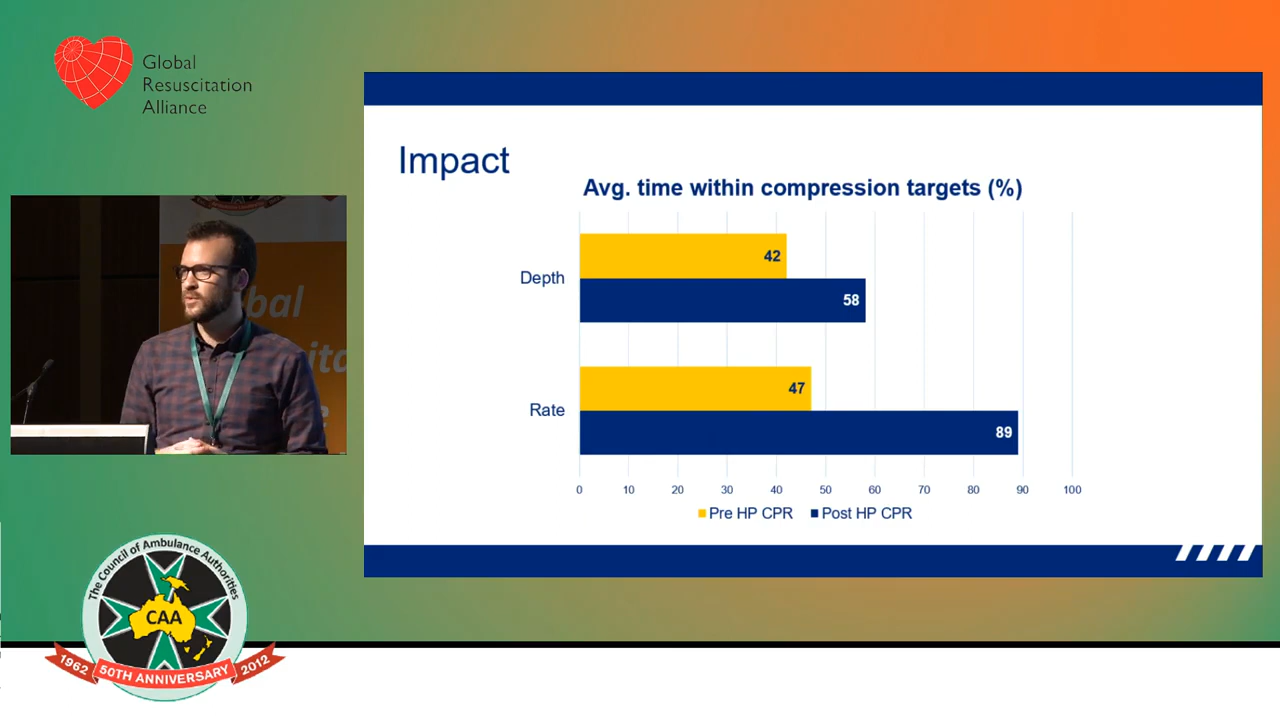 Global
Resuscitation
Alliance
Impact
Avg. time within compression targets (%)
Depth
42
58
Rate
47
89
0 10 20 30 40 50 60 70 80 90 100
Pre HP CPR Post HP CPR
bal
ita
e
The Council of Ambulance Authorities
CAA
1962 50TH ANNIVERSARY 2012